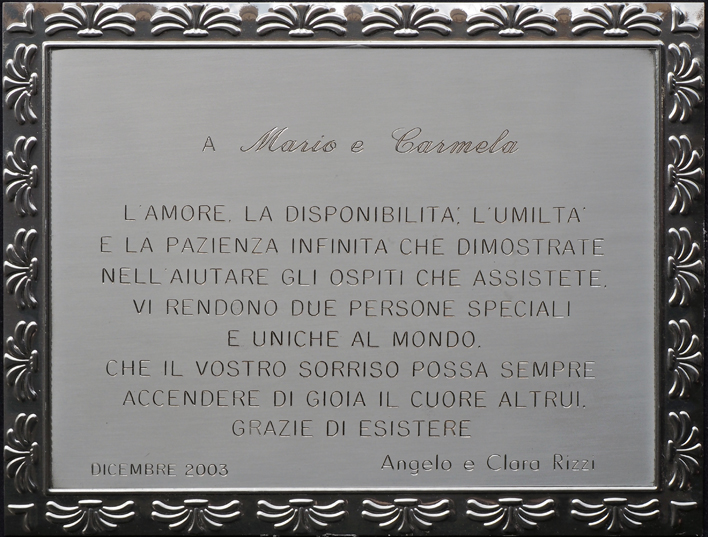 A Mario e Carmela
L'AMORE, LA DISPONIBILITA', L'UMILTA'
E LA PAZIENZA INFINITA CHE DIMOSTRATE
NELL'AIUTARE GLI OSPITI CHE ASSISTETE,
VI RENDONO DUE PERSONE SPECIALI
E UNICHE AL MONDO.
CHE IL VOSTRO SORRISO POSSA SEMPRE
ACCENDERE DI GIOIA IL CUORE ALTRUI.
GRAZIE DI ESISTERE
Angelo e Clara Rizzi
DICEMBRE 2003